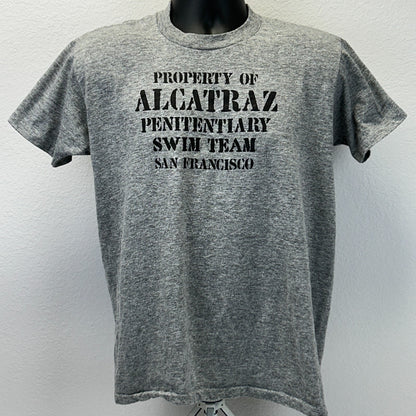 PROPERTY OF
ALCATRAZ
PENITENTIARY
SWIM TEAM
SAN FRANCISCO